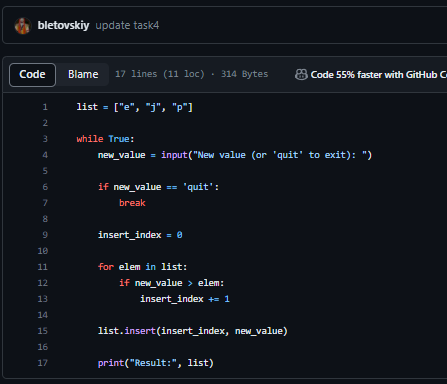 bletovskiy update task4
Code Blame 17 lines (11 loc) · 314 Bytes Code 55% faster with GitHub
1 list = ["e", "j", "p"]
2
3 while True:
4     new_value = input("New value (or 'quit' to exit): ")
5
6     if new_value == 'quit':
7         break
8
9     insert_index = 0
10
11     for elem in list:
12         if new_value > elem:
13             insert_index += 1
14
15     list.insert(insert_index, new_value)
16
17     print("Result:", list)